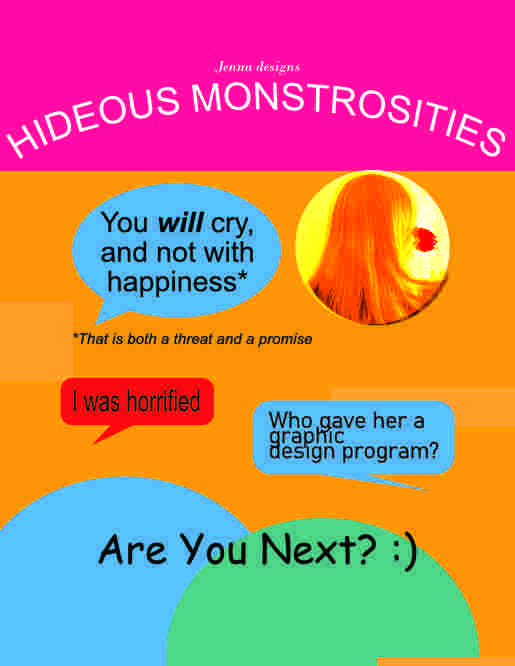 Jenna designs
HIDEOUS MONSTROSITIES
You will cry,
and not with
happiness*
*That is both a threat and a promise
I was horrified
Who gave her a
graphic
design program?
Are You Next? :)